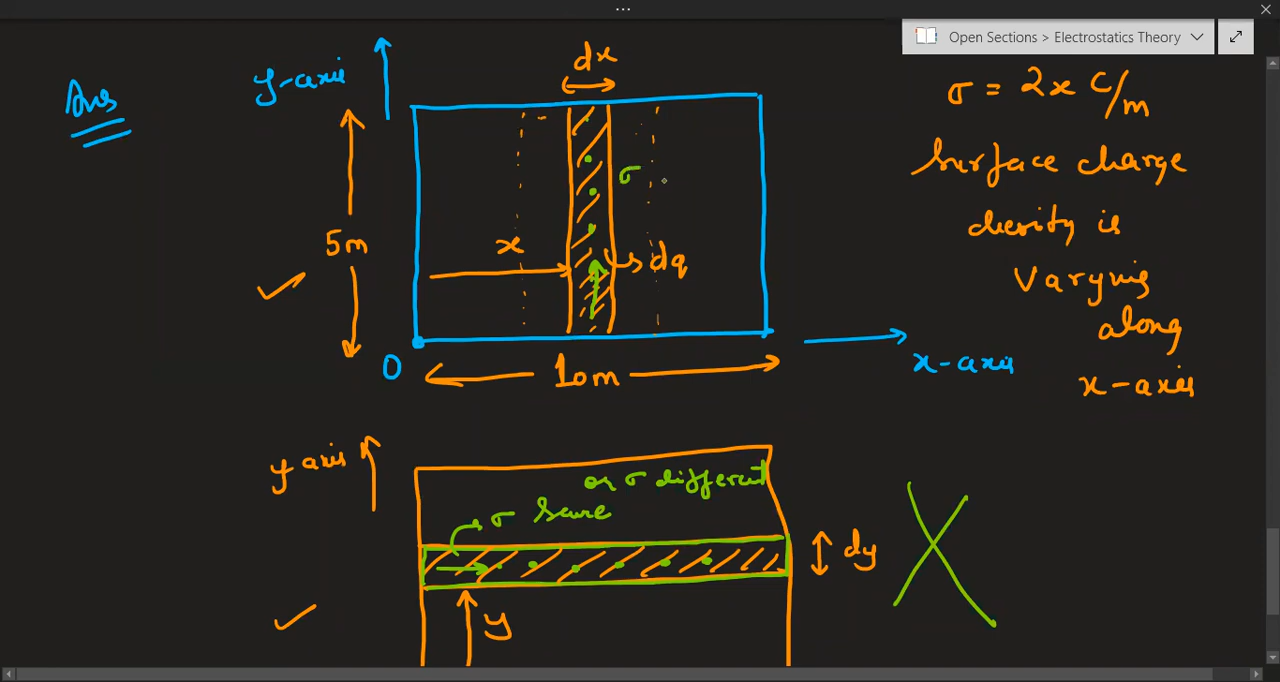 ...
Open Sections > Electrostatics Theory
Ans
y-axis
dx
σ = 2x C/m
Surface charge
density is
varying
along
x-axis
σ
5m
x
dq
0
10m
x-axis
y axis
or σ different
σ same
dy
y